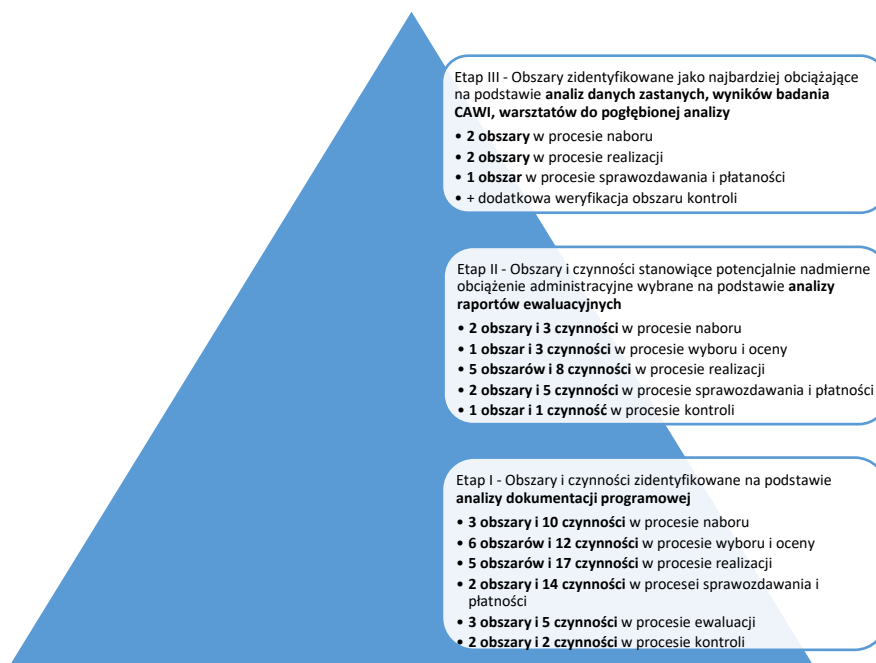 Etap III - Obszary zidentyfikowane jako najbardziej obciążające
na podstawie analiz danych zastanych, wyników badania
CAWI, warsztatów do pogłębionej analizy
• 2 obszary w procesie naboru
• 2 obszary w procesie realizacji
• 1 obszar w procesie sprawozdawania i płataności
• + dodatkowa weryfikacja obszaru kontroli
Etap II - Obszary i czynności stanowiące potencjalnie nadmierne
obciążenie administracyjne wybrane na podstawie analizy
raportów ewaluacyjnych
• 2 obszary i 3 czynności w procesie naboru
• 1 obszar i 3 czynności w procesie wyboru i oceny
• 5 obszarów i 8 czynności w procesie realizacji
• 2 obszary i 5 czynności w procesie sprawozdawania i płatności
• 1 obszar i 1 czynność w procesie kontroli
Etap I - Obszary i czynności zidentyfikowane na podstawie
analizy dokumentacji programowej
• 3 obszary i 10 czynności w procesie naboru
• 6 obszarów i 12 czynności w procesie wyboru i oceny
• 5 obszarów i 17 czynności w procesie realizacji
• 2 obszary i 14 czynności w procesei sprawozdawania i
płatności
• 3 obszary i 5 czynności w procesie ewaluacji
• 2 obszary i 2 czynności w procesie kontroli